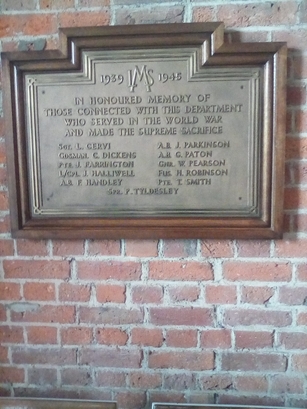 1939 LMS 1945
IN HONOURED MEMORY OF
THOSE CONNECTED WITH THIS DEPARTMENT
WHO SERVED IN THE WORLD WAR
AND MADE THE SUPREME SACRIFICE
SGT. L. GERVI A.B. J. PARKINSON
GDSMAN. C. DICKENS A.B. G. PATON
PTE. J. FARRINGTON GNR. W. PEARSON
L/CPL. J. HALLIWELL FUS. H. ROBINSON
A.B. F. HANDLEY PTE. T. SMITH
SPR. F. TYLDESLEY